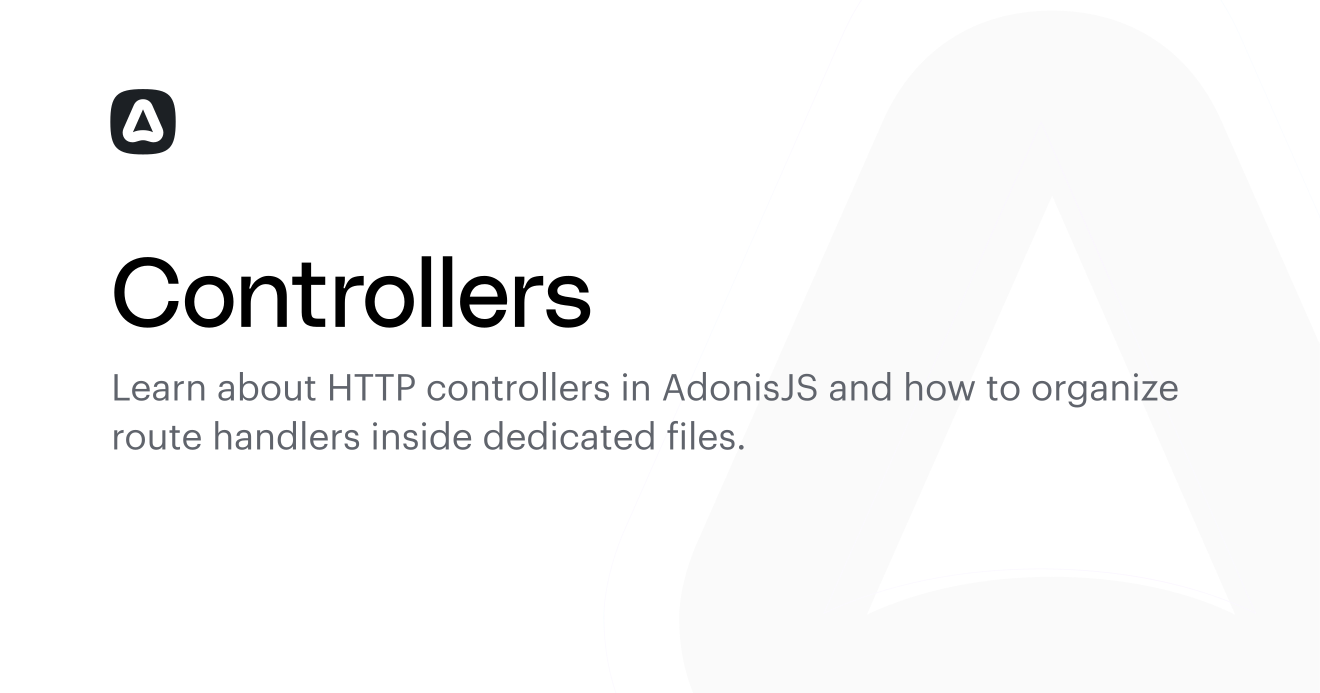 Controllers
Learn about HTTP controllers in AdonisJS and how to organize
route handlers inside dedicated files.